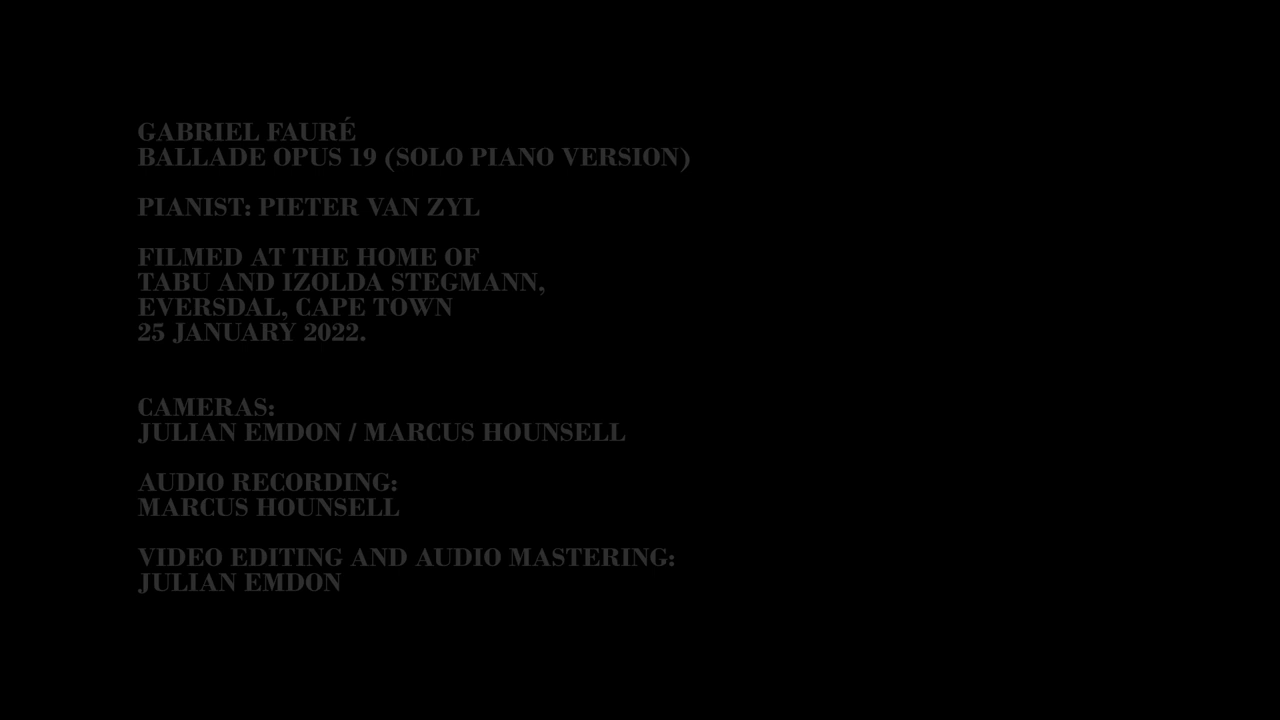 GABRIEL FAURÉ
BALLADE OPUS 19 (SOLO PIANO VERSION)
PIANIST: PIETER VAN ZYL
FILMED AT THE HOME OF
TABU AND IZOLDA STEGMANN,
EVERSDAL, CAPE TOWN
25 JANUARY 2022.
CAMERAS:
JULIAN EMDON / MARCUS HOUNSELL
AUDIO RECORDING:
MARCUS HOUNSELL
VIDEO EDITING AND AUDIO MASTERING:
JULIAN EMDON